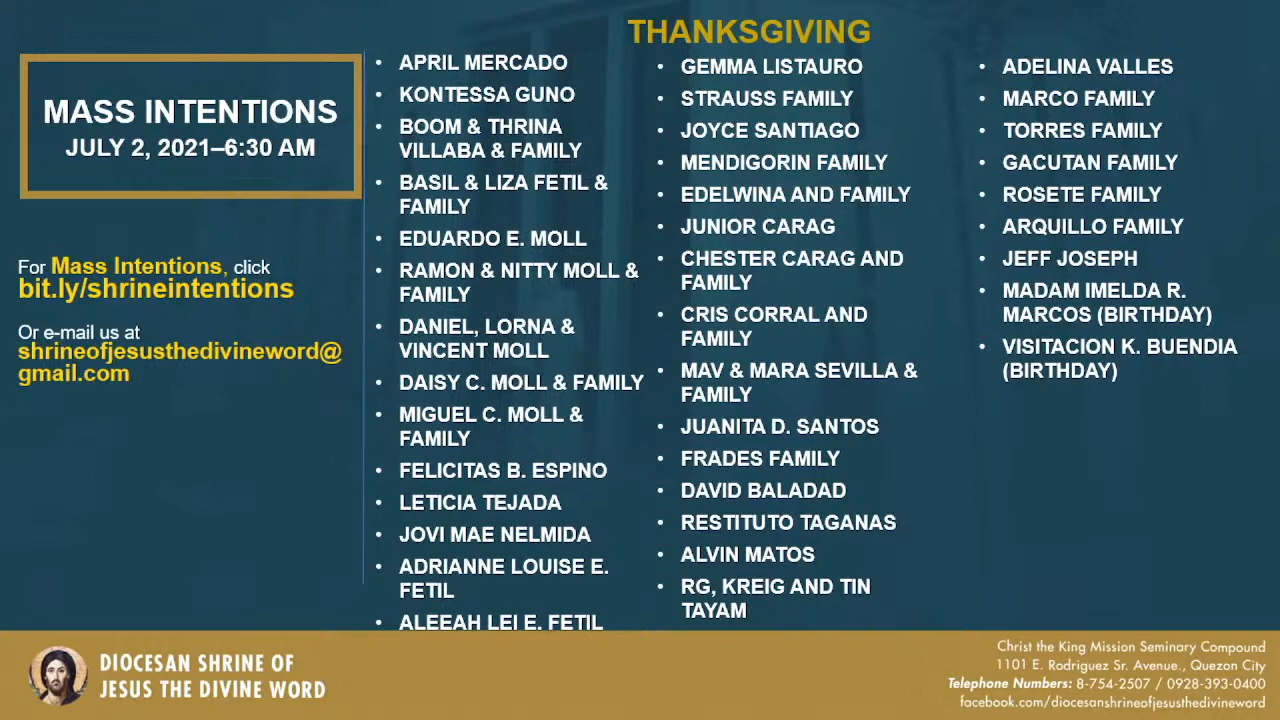 THANKSGIVING
MASS INTENTIONS
JULY 2, 2021–6:30 AM
For Mass Intentions, click
bit.ly/shrineintentions
Or e-mail us at
shrineofjesusthedivineword@
gmail.com
• APRIL MERCADO
• KONTESSA GUNO
• BOOM & THRINA
VILLABA & FAMILY
• BASIL & LIZA FETIL &
FAMILY
• EDUARDO E. MOLL
• RAMON & NITTY MOLL &
FAMILY
• DANIEL, LORNA &
VINCENT MOLL
• DAISY C. MOLL & FAMILY
• MIGUEL C. MOLL &
FAMILY
• FELICITAS B. ESPINO
• LETICIA TEJADA
• JOVI MAE NELMIDA
• ADRIANNE LOUISE E.
FETIL
• ALEEAH LEI E. FETIL
• GEMMA LISTAURO
• STRAUSS FAMILY
• JOYCE SANTIAGO
• MENDIGORIN FAMILY
• EDELWINA AND FAMILY
• JUNIOR CARAG
• CHESTER CARAG AND
FAMILY
• CRIS CORRAL AND
FAMILY
• MAV & MARA SEVILLA &
FAMILY
• JUANITA D. SANTOS
• FRADES FAMILY
• DAVID BALADAD
• RESTITUTO TAGANAS
• ALVIN MATOS
• RG, KREIG AND TIN
TAYAM
• ADELINA VALLES
• MARCO FAMILY
• TORRES FAMILY
• GACUTAN FAMILY
• ROSETE FAMILY
• ARQUILLO FAMILY
• JEFF JOSEPH
• MADAM IMELDA R.
MARCOS (BIRTHDAY)
• VISITACION K. BUENDIA
(BIRTHDAY)
DIOCESAN SHRINE OF
JESUS THE DIVINE WORD
Christ the King Mission Seminary Compound
1101 E. Rodriguez Sr. Avenue., Quezon City
Telephone Numbers: 8-754-2507 / 0928-393-0400
facebook.com/diocesanshrineofjesusthedivineword